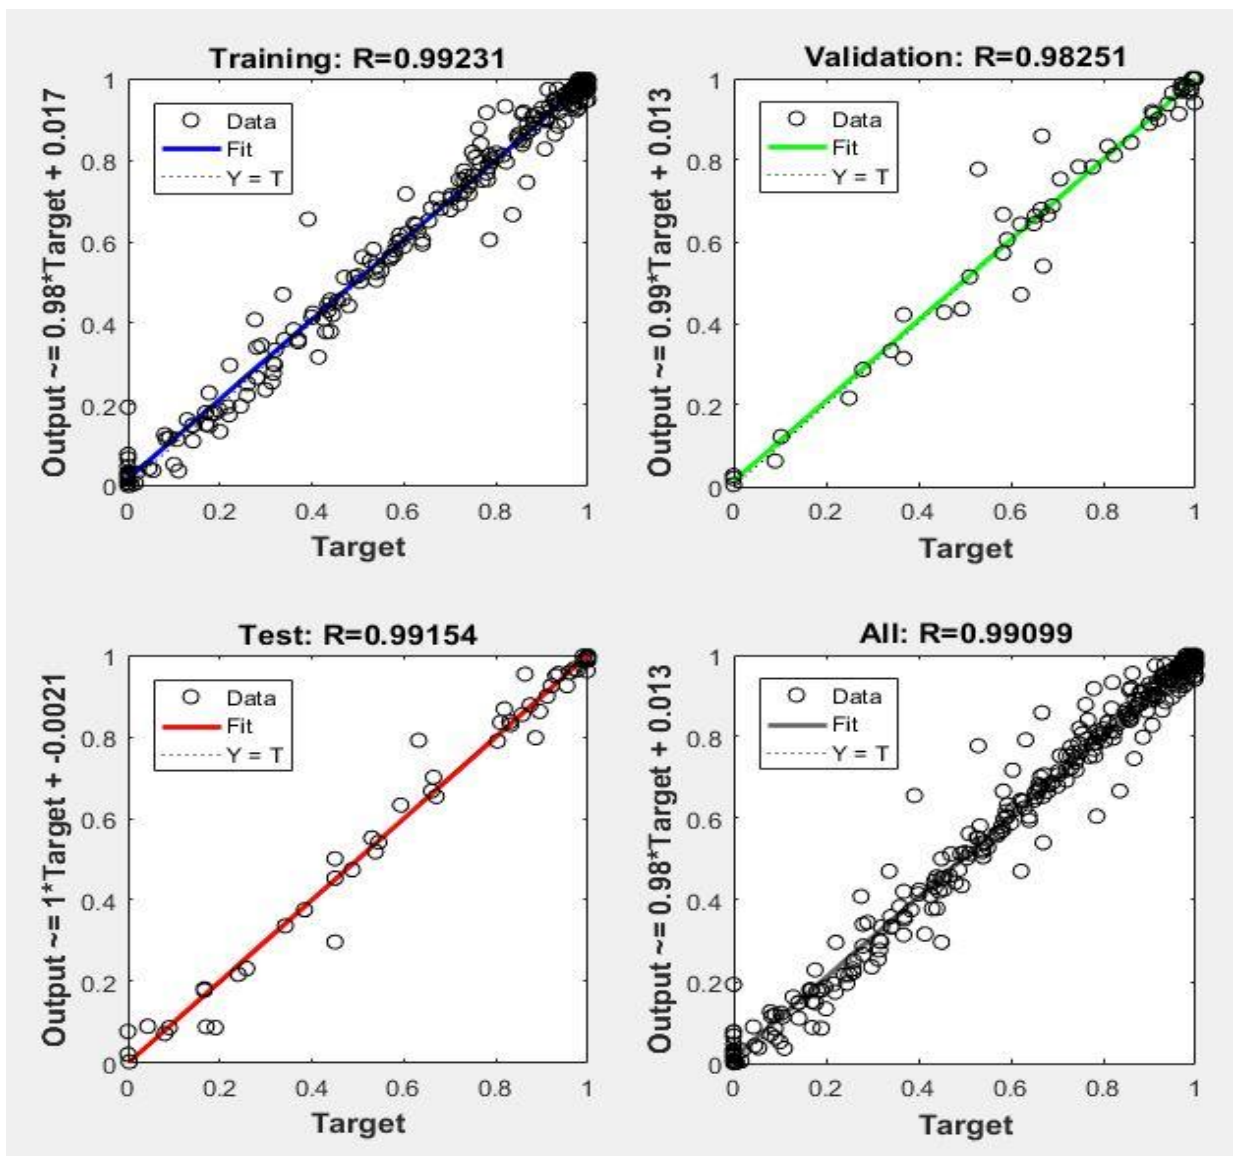 Training: R=0.99231
Output ~= 0.98*Target + 0.017
1
0.8
0.6
0.4
0.2
0
Data
Fit
Y = T
0 0.2 0.4 0.6 0.8 1
Target
Validation: R=0.98251
Output ~= 0.99*Target + 0.013
1
0.8
0.6
0.4
0.2
0
Data
Fit
Y = T
0 0.2 0.4 0.6 0.8 1
Target
Test: R=0.99154
Output ~= 1*Target + -0.0021
1
0.8
0.6
0.4
0.2
0
Data
Fit
Y = T
0 0.2 0.4 0.6 0.8 1
Target
All: R=0.99099
Output ~= 0.98*Target + 0.013
1
0.8
0.6
0.4
0.2
0
Data
Fit
Y = T
0 0.2 0.4 0.6 0.8 1
Target